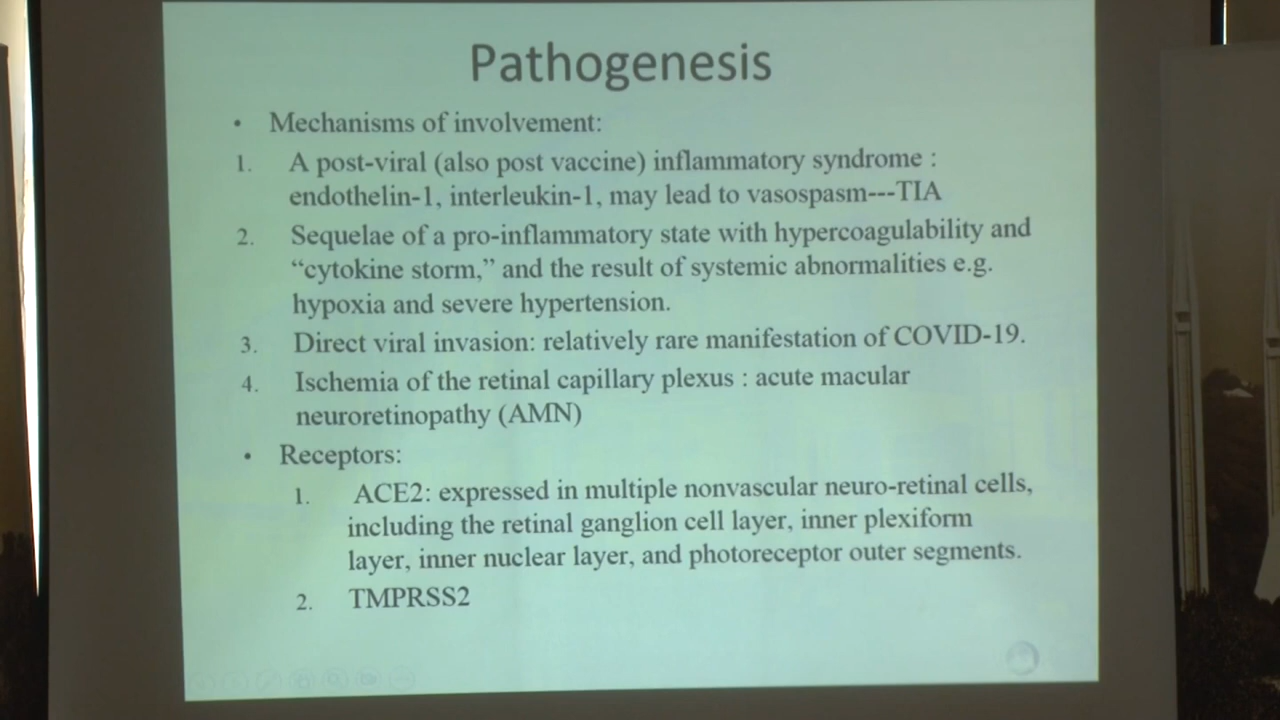 Pathogenesis
• Mechanisms of involvement:
1. A post-viral (also post vaccine) inflammatory syndrome :
endothelin-1, interleukin-1, may lead to vasospasm---TIA
2. Sequelae of a pro-inflammatory state with hypercoagulability and
“cytokine storm,” and the result of systemic abnormalities e.g.
hypoxia and severe hypertension.
3. Direct viral invasion: relatively rare manifestation of COVID-19.
4. Ischemia of the retinal capillary plexus : acute macular
neuroretinopathy (AMN)
• Receptors:
1. ACE2: expressed in multiple nonvascular neuro-retinal cells,
including the retinal ganglion cell layer, inner plexiform
layer, inner nuclear layer, and photoreceptor outer segments.
2. TMPRSS2